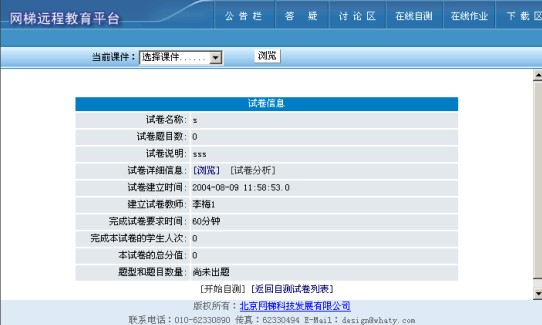 网梯远程教育平台
公告栏 答 疑 讨论区 在线自测 在线作业 下载区
当前课件： 选择课件...... 浏览
试卷信息
试卷名称: s
试卷题目数: 0
试卷说明: sss
试卷详细信息: [浏览] [试卷分析]
试卷建立时间: 2004-08-09 11:58:53.0
建立试卷教师: 李梅1
完成试卷要求时间: 60分钟
完成本试卷的学生人次: 0
本试卷的总分值: 0
题型和题目数量: 尚未出题
[开始自测] [返回自测试卷列表]
版权所有：北京网梯科技发展有限公司
联系电话：010-62330890 传真：62330494 E-Mail：design@whaty.com